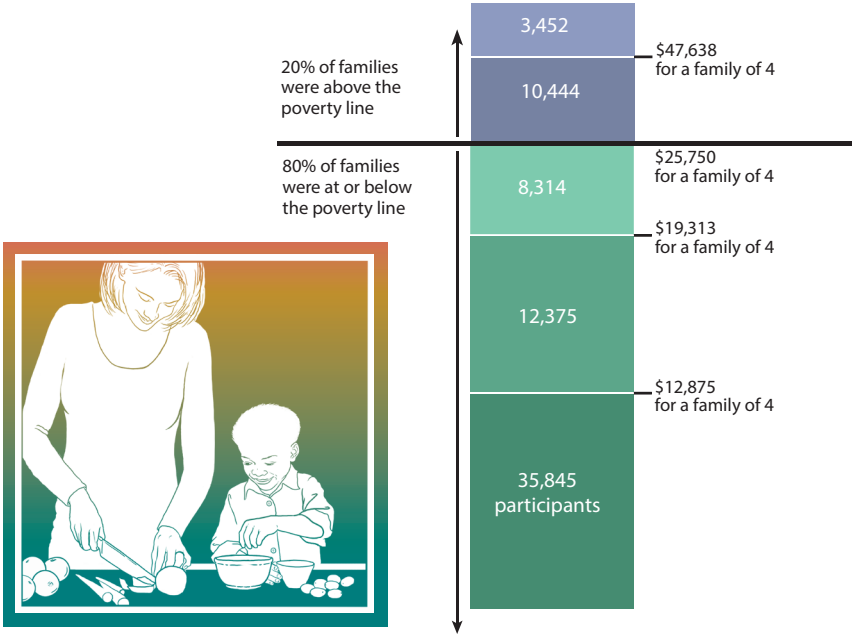 3,452
$47,638
for a family of 4
20% of families
were above the
poverty line
10,444
80% of families
were at or below
the poverty line
$25,750
for a family of 4
8,314
$19,313
for a family of 4
12,375
$12,875
for a family of 4
35,845
participants